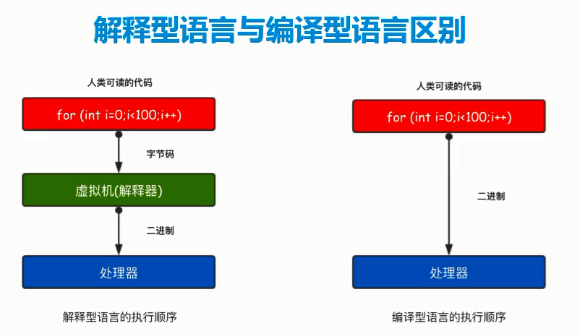 解释型语言与编译型语言区别
人类可读的代码
for (int i=0;i<100;i++)
字节码
虚拟机(解释器)
二进制
处理器
解释型语言的执行顺序
人类可读的代码
for (int i=0;i<100;i++)
二进制
处理器
编译型语言的执行顺序